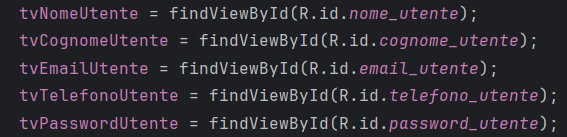 tvNomeUtente = findViewById(R.id.nome_utente);
tvCognomeUtente = findViewById(R.id.cognome_utente);
tvEmailUtente = findViewById(R.id.email_utente);
tvTelefonoUtente = findViewById(R.id.telefono_utente);
tvPasswordUtente = findViewById(R.id.password_utente);